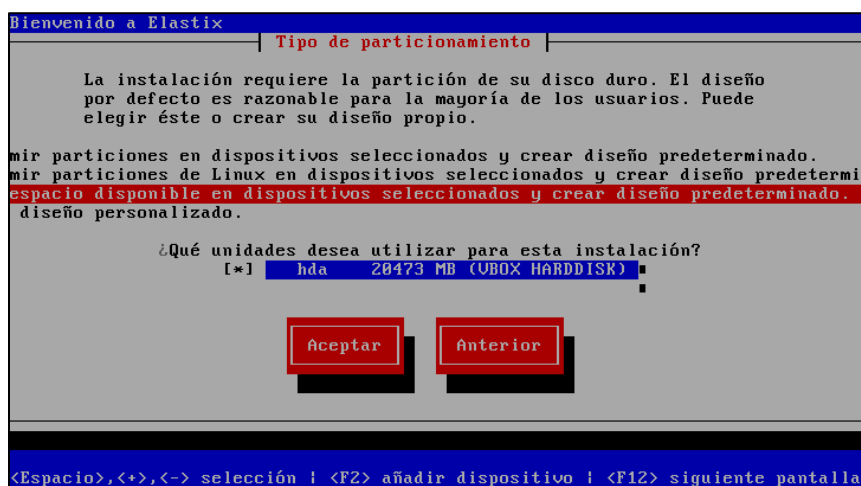 Bienvenido a Elastix
Tipo de particionamiento
La instalación requiere la partición de su disco duro. El diseño
por defecto es razonable para la mayoría de los usuarios. Puede
elegir éste o crear su diseño propio.
mir particiones en dispositivos seleccionados y crear diseño predeterminado.
mir particiones de Linux en dispositivos seleccionados y crear diseño predetermi
espacio disponible en dispositivos seleccionados y crear diseño predeterminado.
diseño personalizado.
¿Qué unidades desea utilizar para esta instalación?
[*] hda 20473 MB (VBOX HARDDISK)
Aceptar Anterior
<Espacio>,<+>,<-> selección | <F2> añadir dispositivo | <F12> siguiente pantalla